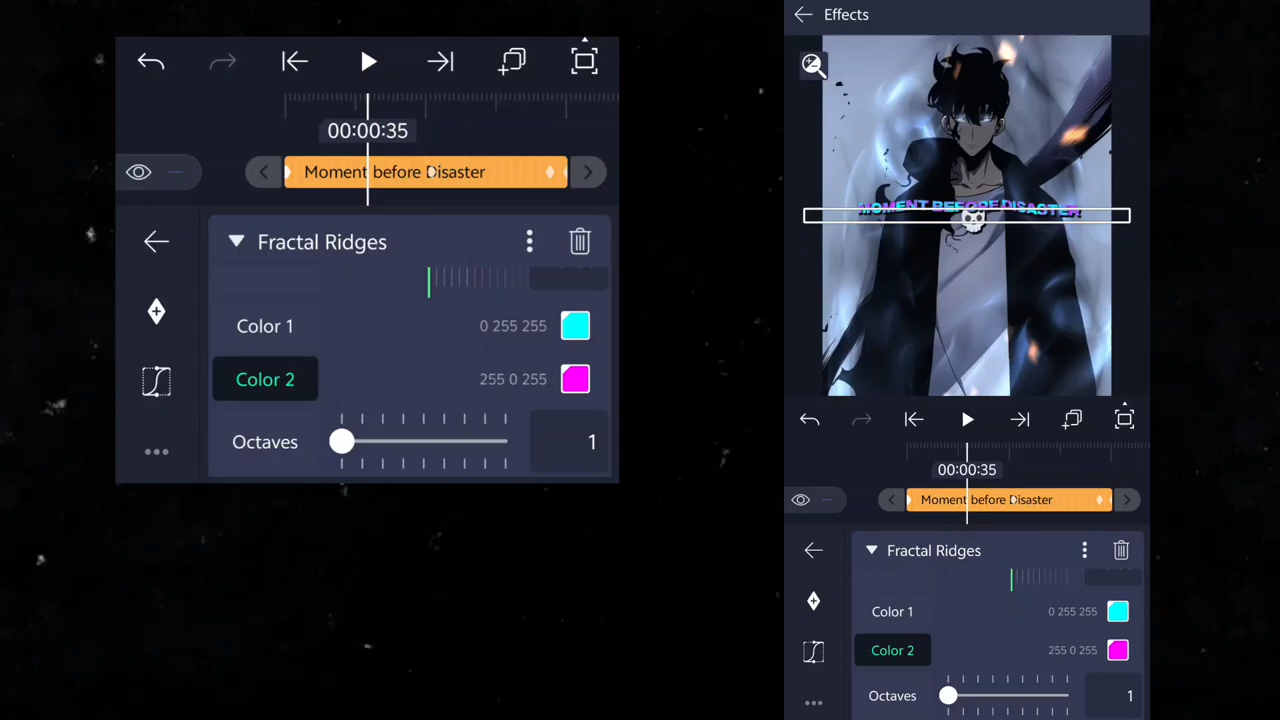 00:00:35
Moment before Disaster
Fractal Ridges
Color 1
0 255 255
Color 2
255 0 255
Octaves
1
Effects
MOMENT BEFORE DISASTER
00:00:35
Moment before Disaster
Fractal Ridges
Color 1
0 255 255
Color 2
255 0 255
Octaves
1